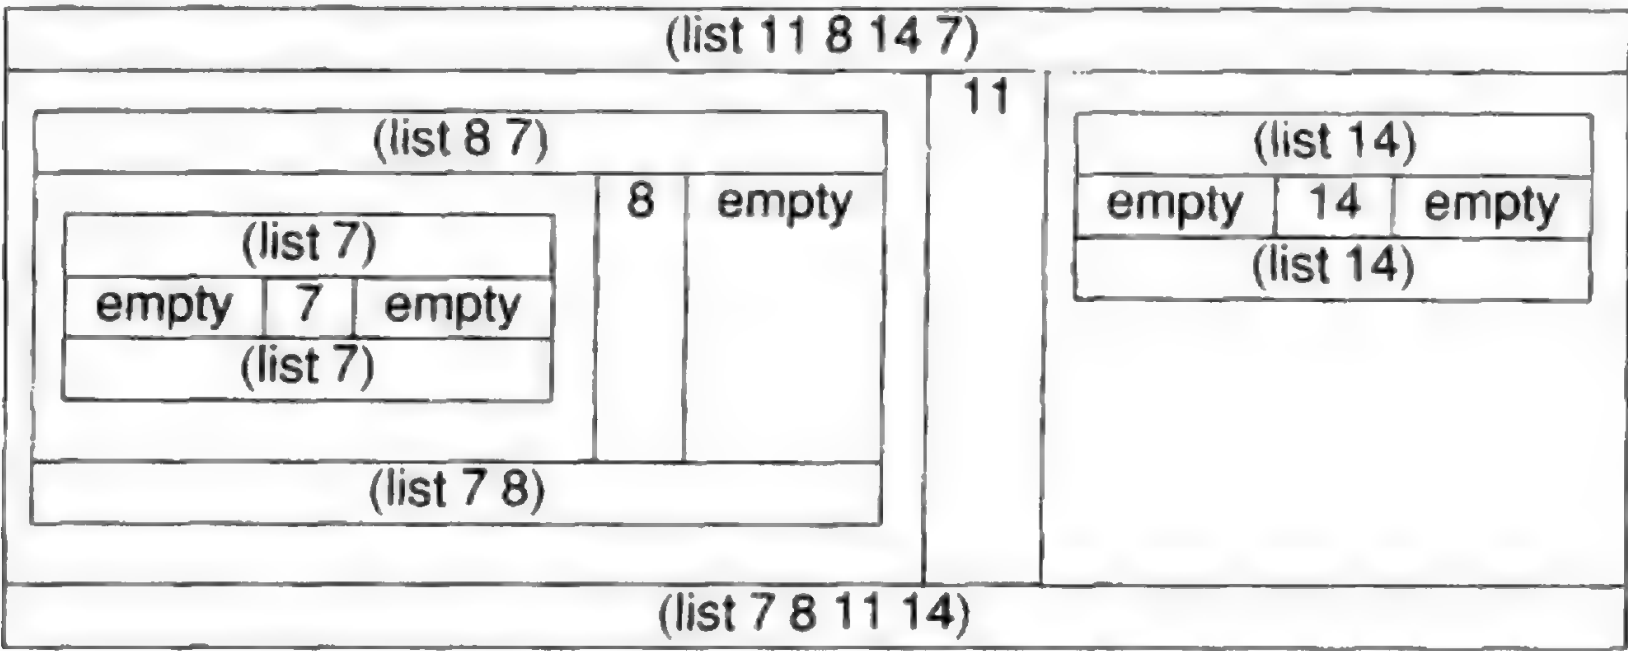 (list 11 8 14 7)
11
(list 8 7)
8 empty
(list 7)
empty 7 empty
(list 7)
(list 7 8)
(list 14)
empty 14 empty
(list 14)
(list 7 8 11 14)